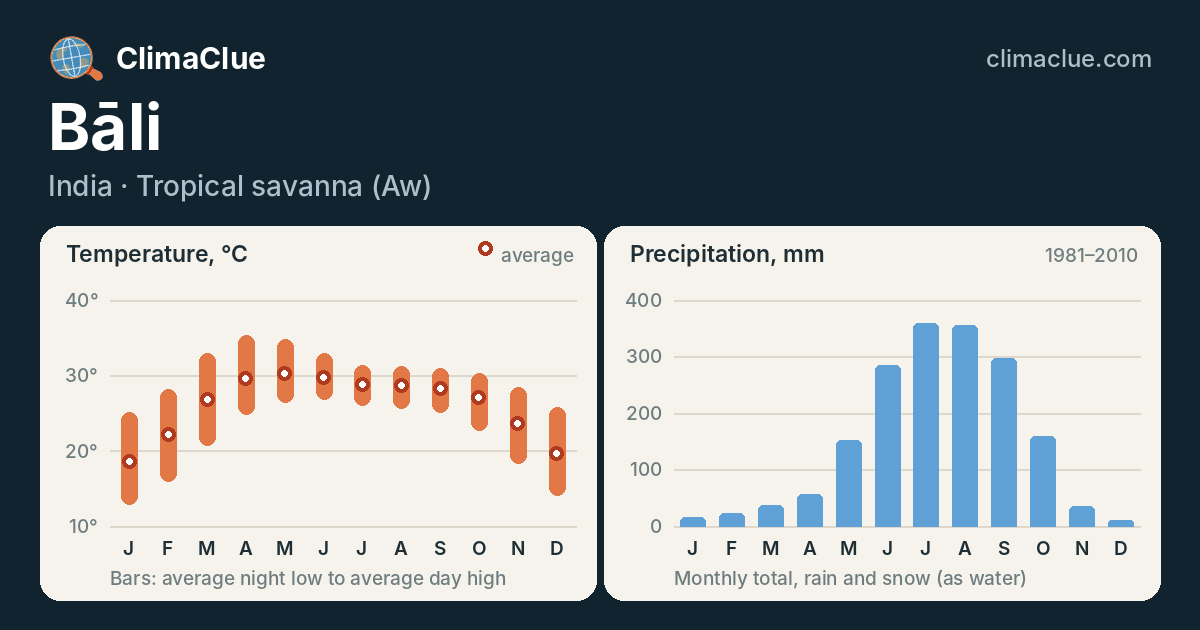 ClimaClue
climaclue.com
Bāli
India · Tropical savanna (Aw)
Temperature, °C
average
40°
30°
20°
10°
J F M A M J J A S O N D
Bars: average night low to average day high
Precipitation, mm
1981–2010
400
300
200
100
0
J F M A M J J A S O N D
Monthly total, rain and snow (as water)